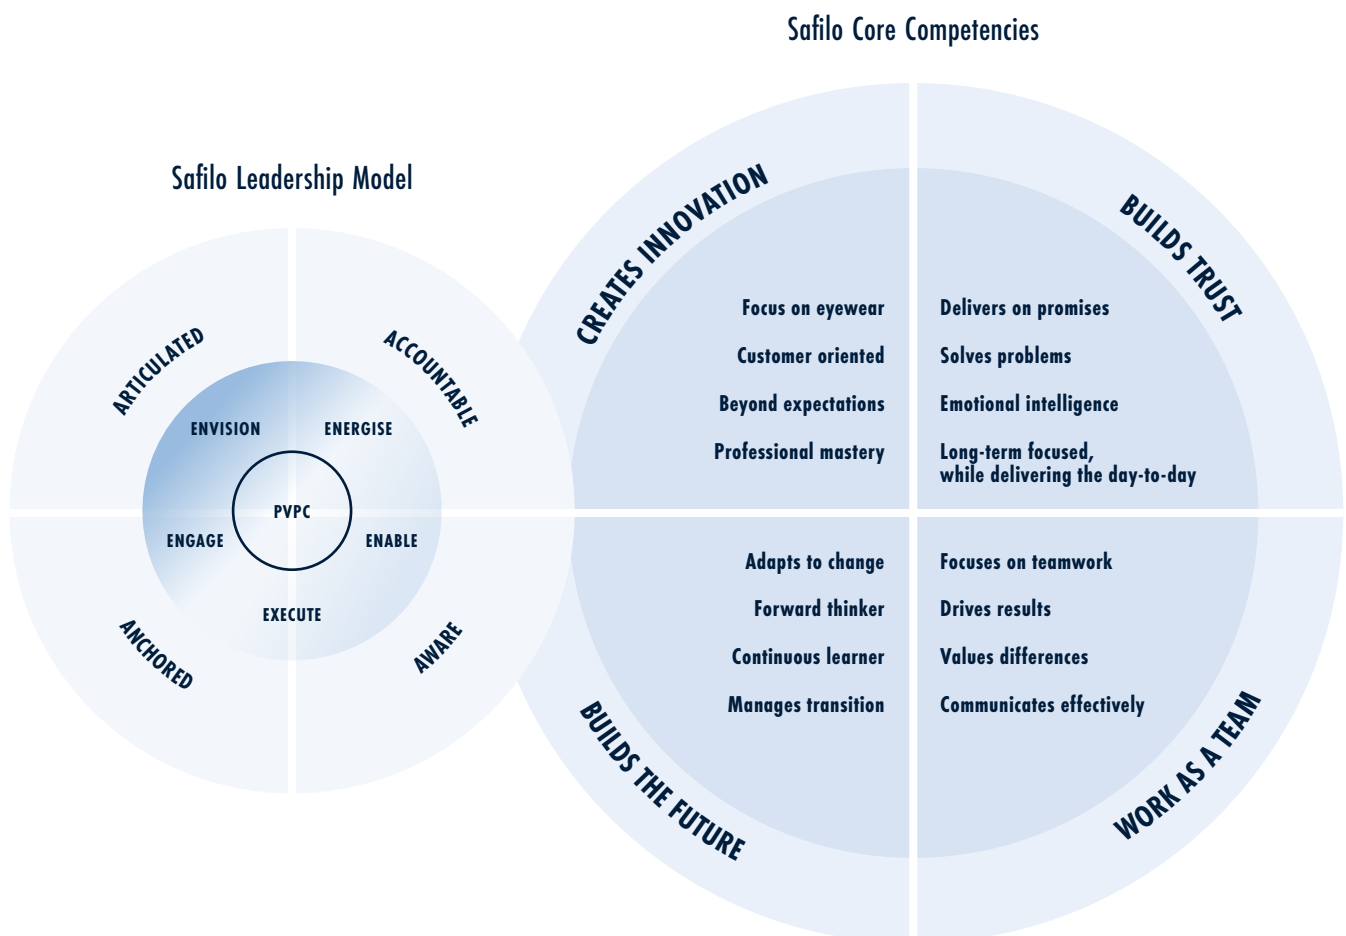 Safilo Core Competencies
Safilo Leadership Model
ARTICULATED
ACCOUNTABLE
ENVISION
ENERGISE
PVPC
ENGAGE
ENABLE
EXECUTE
ANCHORED
AWARE
CREATES INNOVATION
Focus on eyewear
Customer oriented
Beyond expectations
Professional mastery
BUILDS TRUST
Delivers on promises
Solves problems
Emotional intelligence
Long-term focused,
while delivering the day-to-day
Adapts to change
Forward thinker
Continuous learner
Manages transition
BUILDS THE FUTURE
Focuses on teamwork
Drives results
Values differences
Communicates effectively
WORK AS A TEAM